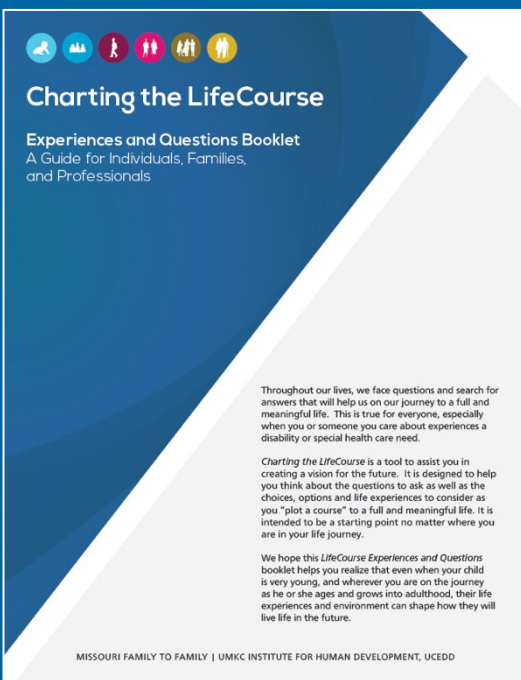 Charting the LifeCourse
Experiences and Questions Booklet
A Guide for Individuals, Families,
and Professionals
Throughout our lives, we face questions and search for
answers that will help us on our journey to a full and
meaningful life. This is true for everyone, especially
when you or someone you care about experiences a
disability or special health care need.
Charting the LifeCourse is a tool to assist you in
creating a vision for the future. It is designed to help
you think about the questions to ask as well as the
choices, options and life experiences to consider as
you “plot a course” to a full and meaningful life. It is
intended to be a starting point no matter where you
are in your life journey.
We hope this LifeCourse Experiences and Questions
booklet helps you realize that even when your child
is very young, and wherever you are on the journey
as he or she ages and grows into adulthood, their life
experiences and environment can shape how they will
live life in the future.
MISSOURI FAMILY TO FAMILY | UMKC INSTITUTE FOR HUMAN DEVELOPMENT, UCEDD